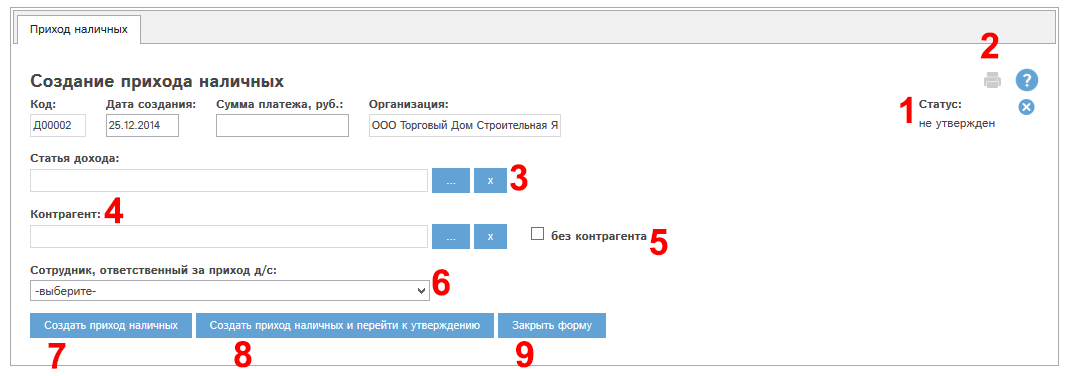 Приход наличных
2
Создание прихода наличных
?
Код: Дата создания: Сумма платежа, руб.: Организация: 1 Статус:
Д00002 25.12.2014 ООО Торговый Дом Строительная Я не утвержден
Статья дохода:
... x 3
Контрагент: 4
... x без контрагента 5
Сотрудник, ответственный за приход д/с:
-выберите- 6
Создать приход наличных Создать приход наличных и перейти к утверждению Закрыть форму
7 8 9